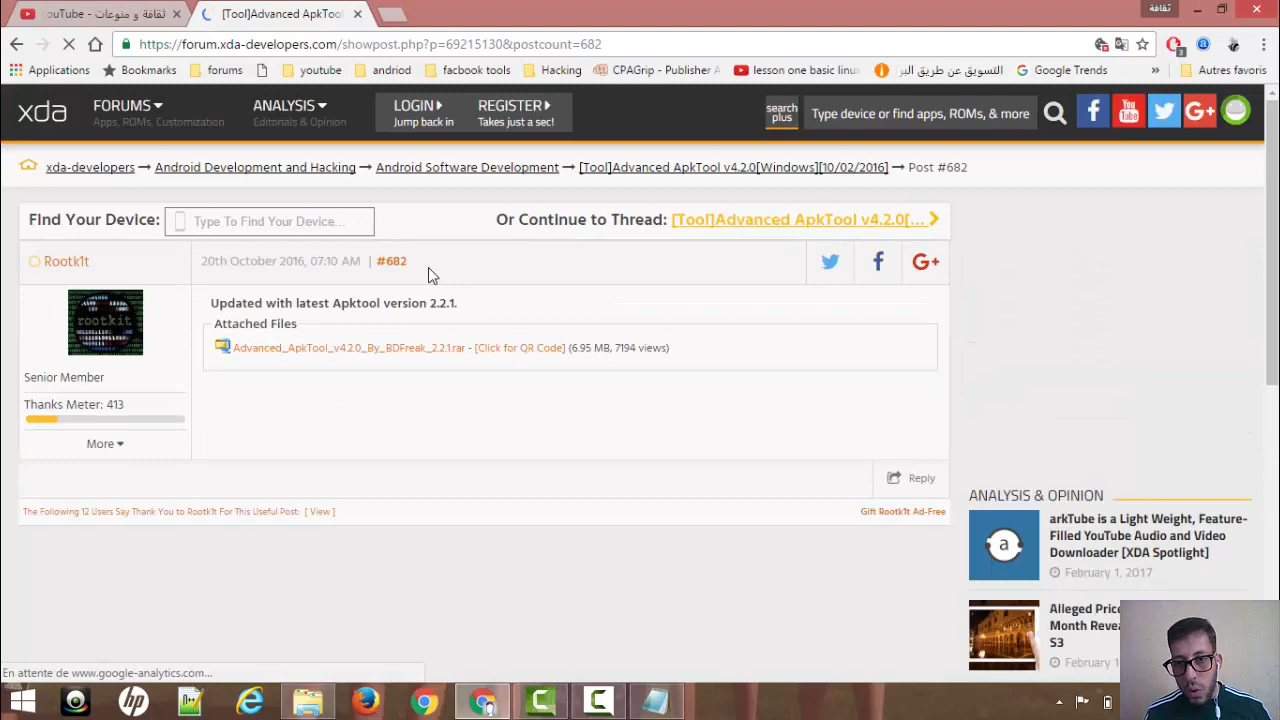 ouTube - ثقافة و منوعات
[Tool]Advanced ApkTool
ثقافة
https://forum.xda-developers.com/showpost.php?p=69215130&postcount=682
3
Applications
Bookmarks
forums
youtube
andriod
facbook tools
Hacking
CPAGrip - Publisher A
lesson one basic linu
التسويق عن طريق البر
Google Trends
»
Autres favoris
xda
FORUMS
Apps, ROMs, Customization
ANALYSIS
Editorials & Opinion
LOGIN
Jump back in
REGISTER
Takes just a sec!
search plus
Type device or find apps, ROMs, & more
xda-developers → Android Development and Hacking → Android Software Development → [Tool]Advanced ApkTool v4.2.0[Windows][10/02/2016] → Post #682
Find Your Device: Type To Find Your Device...
Or Continue to Thread: [Tool]Advanced ApkTool v4.2.0[...
Rootk1t
20th October 2016, 07:10 AM | #682
rootkit
Updated with latest Apktool version 2.2.1.
Attached Files
Advanced_ApkTool_v4.2.0_By_BDFreak_2.2.1.rar - [Click for QR Code] (6.95 MB, 7194 views)
Senior Member
Thanks Meter: 413
More
Reply
The Following 12 Users Say Thank You to Rootk1t For This Useful Post: [ View ]
Gift Rootk1t Ad-Free
ANALYSIS & OPINION
arkTube is a Light Weight, Feature-
Filled YouTube Audio and Video
Downloader [XDA Spotlight]
February 1, 2017
Alleged Price
Month Revea
S3
February 1
En attente de www.google-analytics.com...